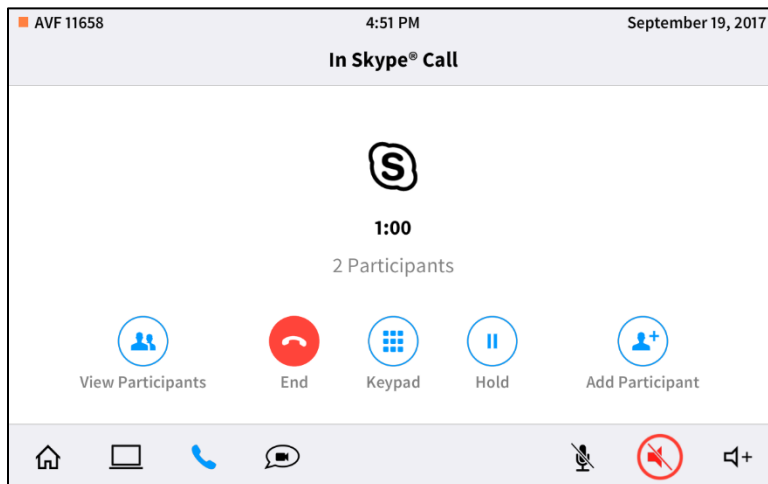 AVF 11658 4:51 PM September 19, 2017
In Skype® Call
S
1:00
2 Participants
View Participants End Keypad Hold Add Participant